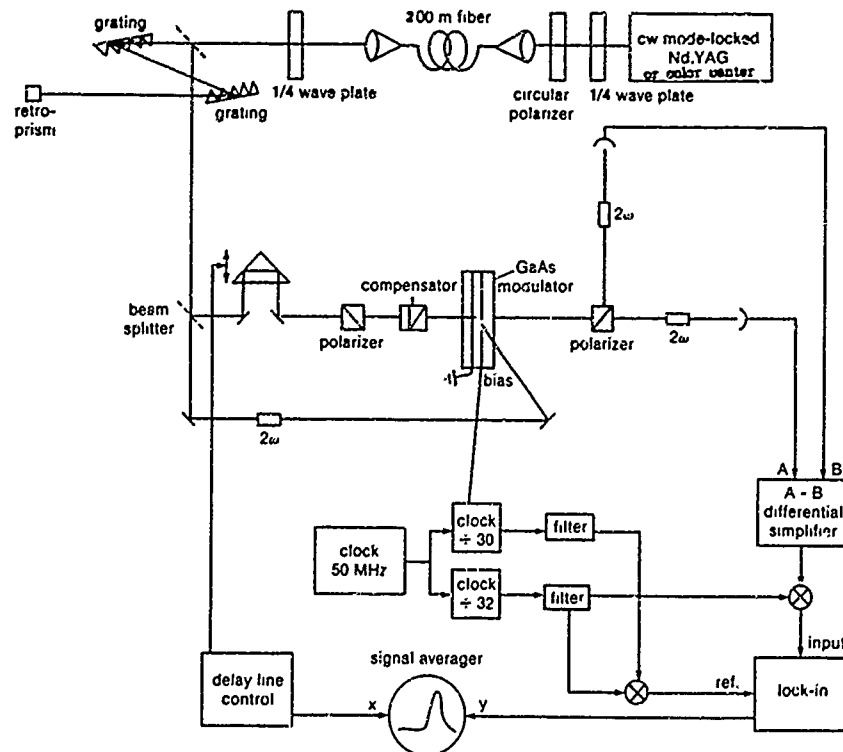 grating
200 m fiber
cw mode-locked
Nd.YAG
or color center
retro-
prism
grating
1/4 wave plate
circular
polarizer
1/4 wave plate
2ω
GaAs
modulator
compensator
beam
splitter
polarizer
polarizer
2ω
bias
2ω
A
B
A - B
differential
simplifier
clock
50 MHz
clock
÷ 30
filter
clock
÷ 32
filter
input
signal averager
delay line
control
x
y
ref.
lock-in